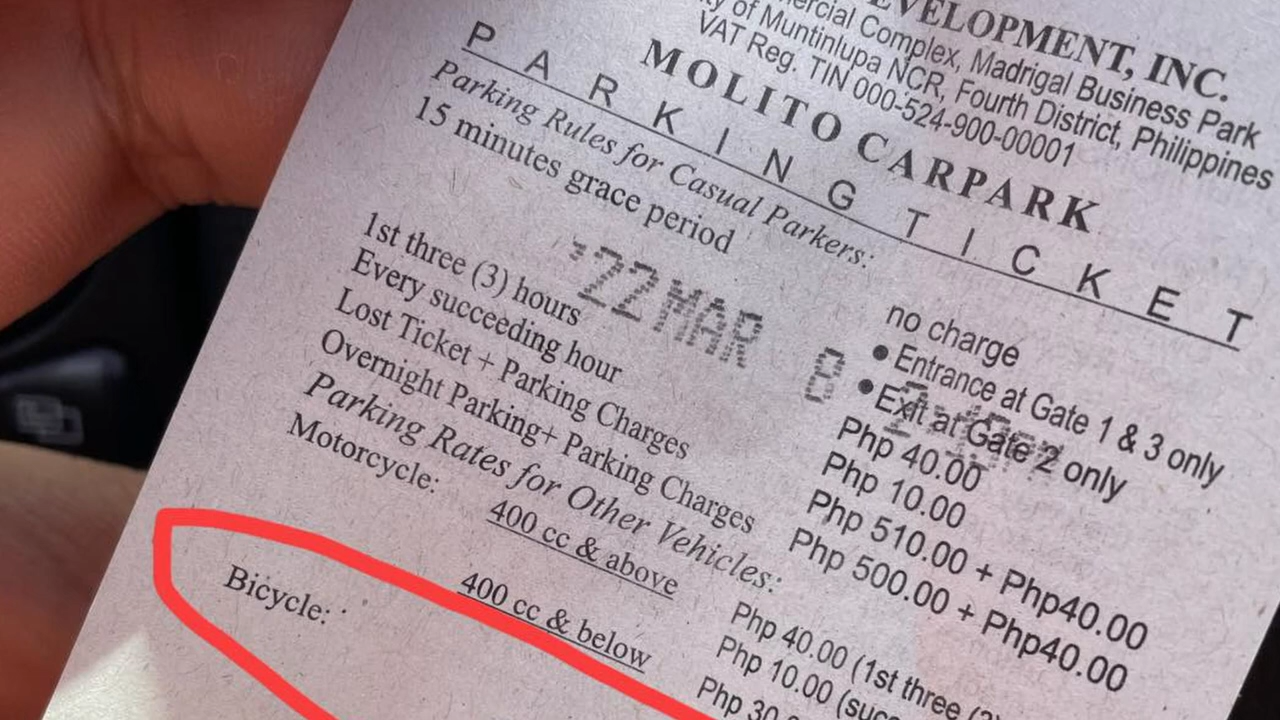 EVELOPMENT, INC.
ercial Complex, Madrigal Business Park
of Muntinlupa NCR, Fourth District, Philippines
VAT Reg. TIN 000-524-900-00001
MOLITO CARPARK
PARKING TICKET
Parking Rules for Casual Parkers:
15 minutes grace period no charge
• Entrance at Gate 1 & 3 only
• Exit at Gate 2 only
'22 MAR 8
1st three (3) hours Php 40.00
Every succeeding hour Php 10.00
Lost Ticket + Parking Charges Php 510.00 + Php40.00
Overnight Parking+ Parking Charges Php 500.00 + Php40.00
Parking Rates for Other Vehicles:
Motorcycle:
400 cc & above Php 40.00 (1st three
Php 10.00 (succ
400 cc & below Php 30
Bicycle: